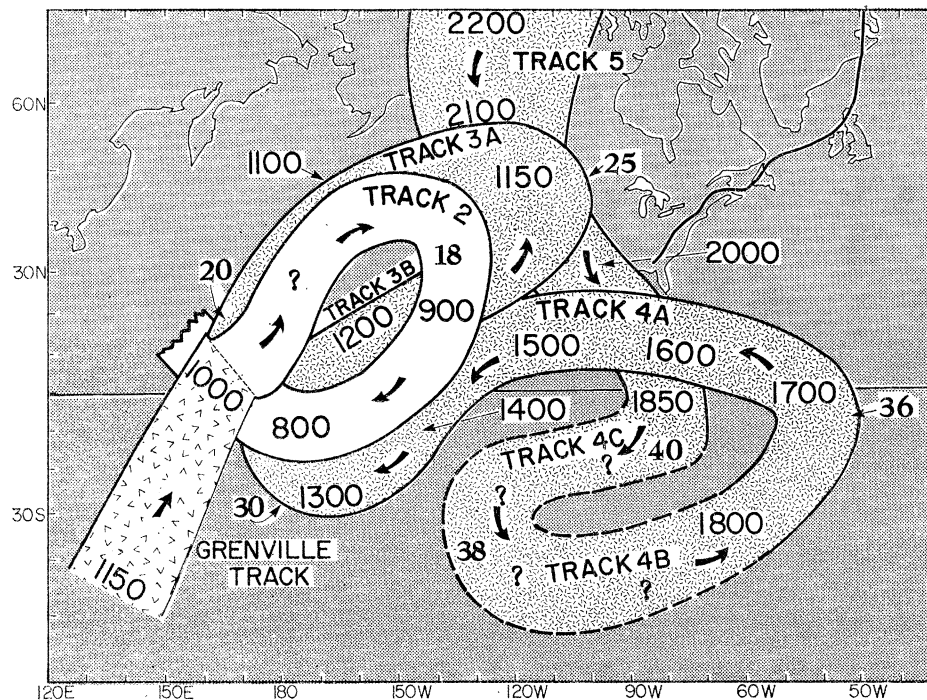 2200
TRACK 5
60N
2100
TRACK 3A
1100
1150
25
TRACK 2
2000
18
30N
20
?
TRACK 3B
900
TRACK 4A
1200
1500
1600
1000
1700
1850
36
1400
800
TRACK 4C
40
?
1300
?
30
30S
1800
GRENVILLE
TRACK
38
TRACK 4B
?
?
1150
120E
150E
180
150W
120W
90W
60W
50W